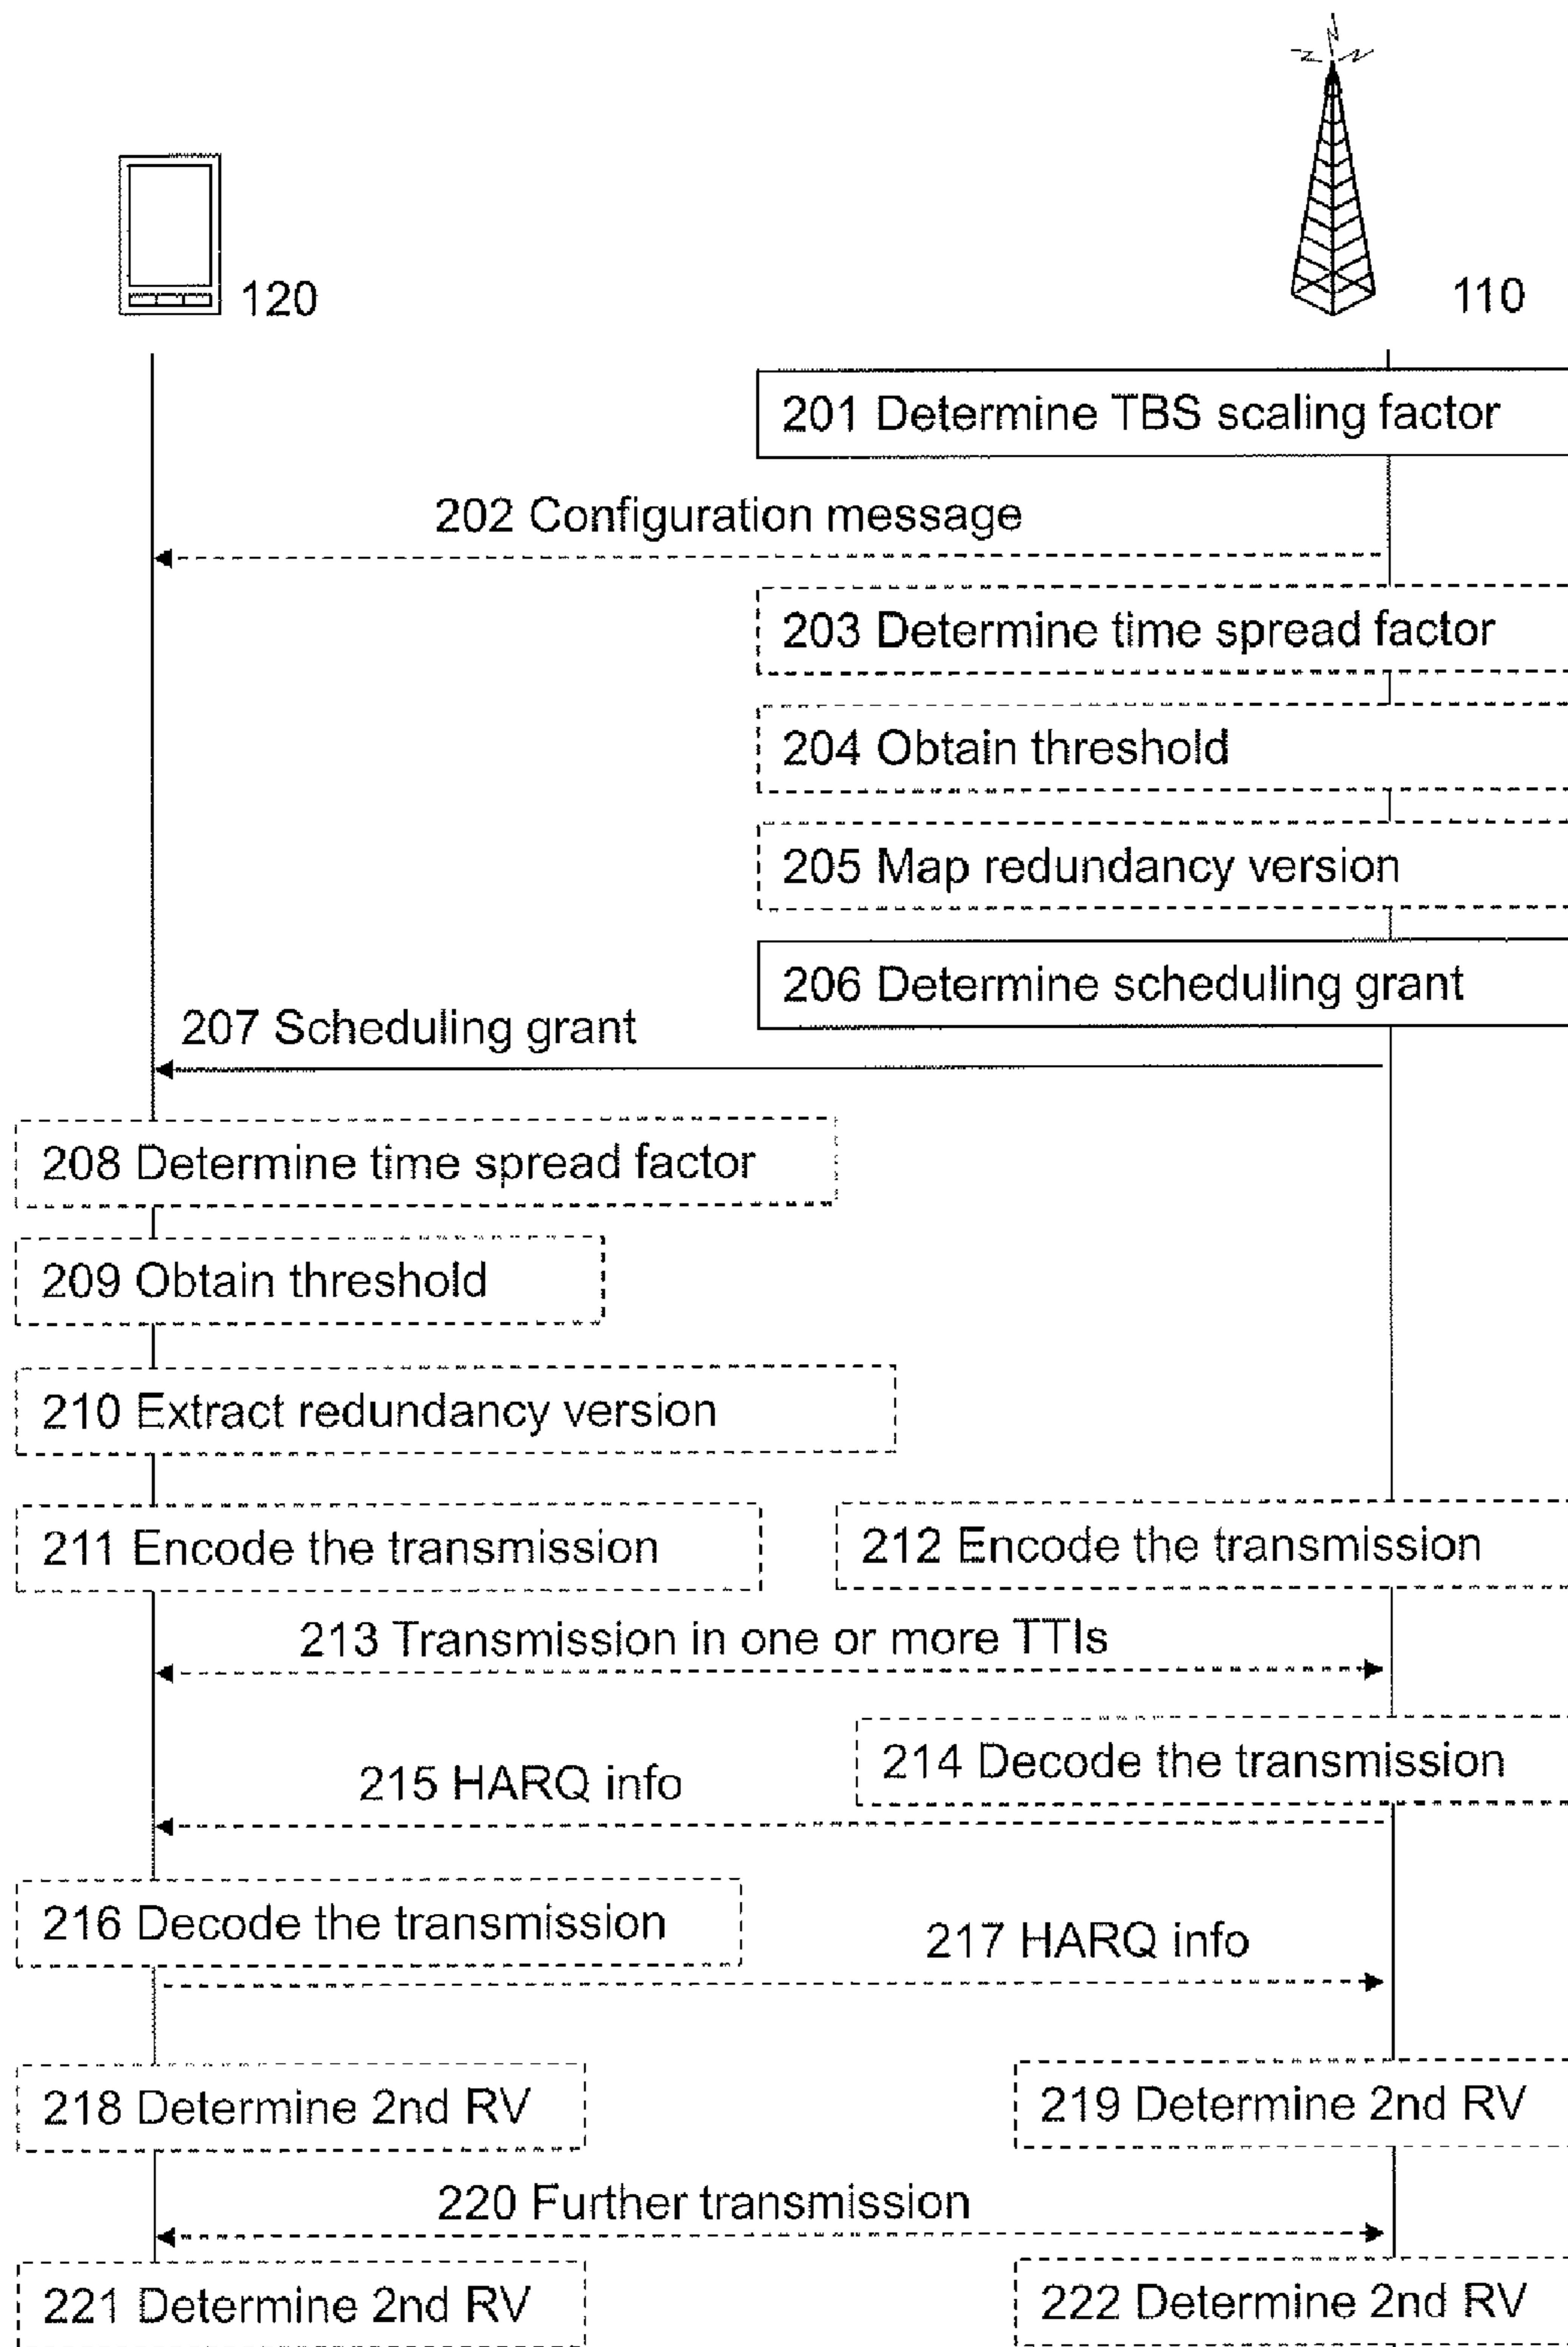 120
110
201 Determine TBS scaling factor
202 Configuration message
203 Determine time spread factor
204 Obtain threshold
205 Map redundancy version
206 Determine scheduling grant
207 Scheduling grant
208 Determine time spread factor
209 Obtain threshold
210 Extract redundancy version
211 Encode the transmission
212 Encode the transmission
213 Transmission in one or more TTIs
214 Decode the transmission
215 HARQ info
216 Decode the transmission
217 HARQ info
218 Determine 2nd RV
219 Determine 2nd RV
220 Further transmission
221 Determine 2nd RV
222 Determine 2nd RV